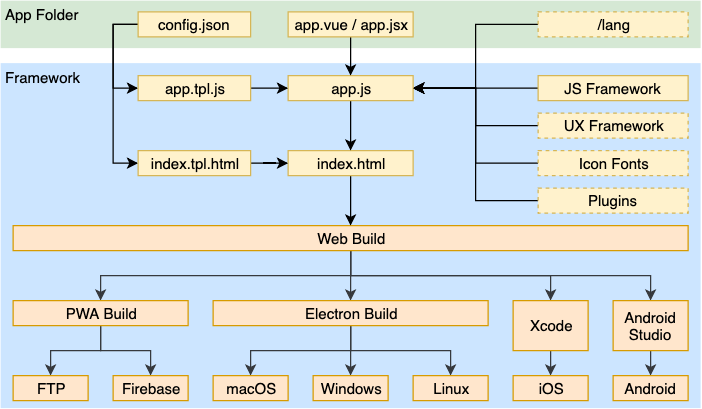 App Folder
config.json
app.vue / app.jsx
/lang
Framework
app.tpl.js
app.js
JS Framework
UX Framework
index.tpl.html
index.html
Icon Fonts
Plugins
Web Build
PWA Build
Electron Build
Xcode
Android
Studio
FTP
Firebase
macOS
Windows
Linux
iOS
Android